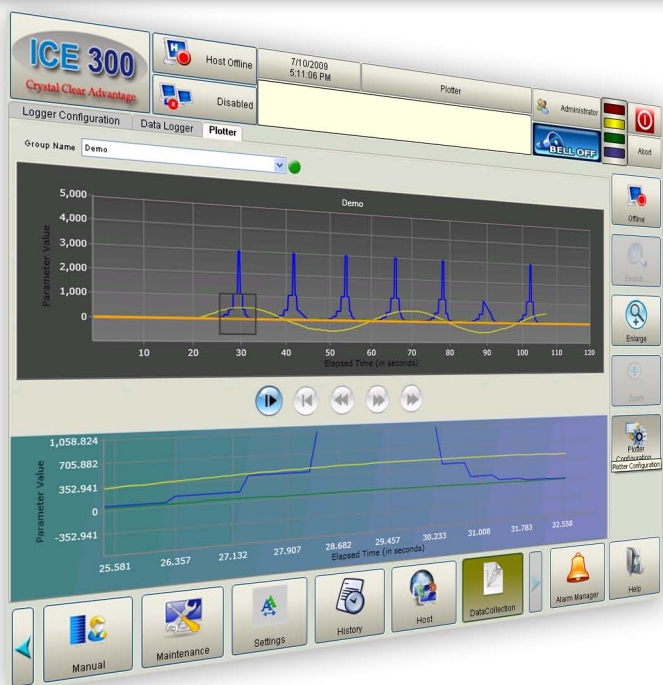 ICE 300
Crystal Clear Advantage
Host Offline
Disabled
7/10/2009
5:11:06 PM
Plotter
Administrator
BELL OFF
Abort
Logger Configuration
Data Logger
Plotter
Group Name
Demo
Demo
Parameter Value
5,000
4,000
3,000
2,000
1,000
0
10 20 30 40 50 60 70 80 90 100 110 120
Elapsed Time (in seconds)
Offline
Search
Enlarge
Zoom
Plotter
Configuration
Plotter Configuration
Parameter Value
1,058.824
705.882
352.941
0
-352.941
25.581 26.357 27.132 27.907 28.682 29.457 30.233 31.008 31.783 32.558
Elapsed Time (in seconds)
Manual
Maintenance
Settings
History
Host
DataCollection
Alarm Manager
Help